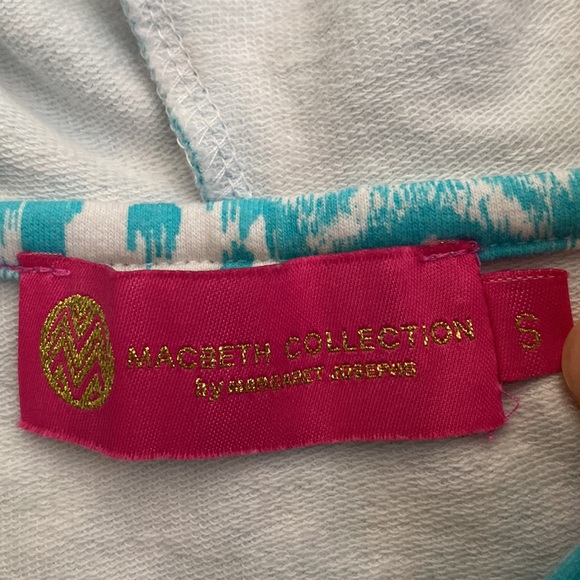 MACBETH COLLECTION
by MARGARET JOSEPHS
S